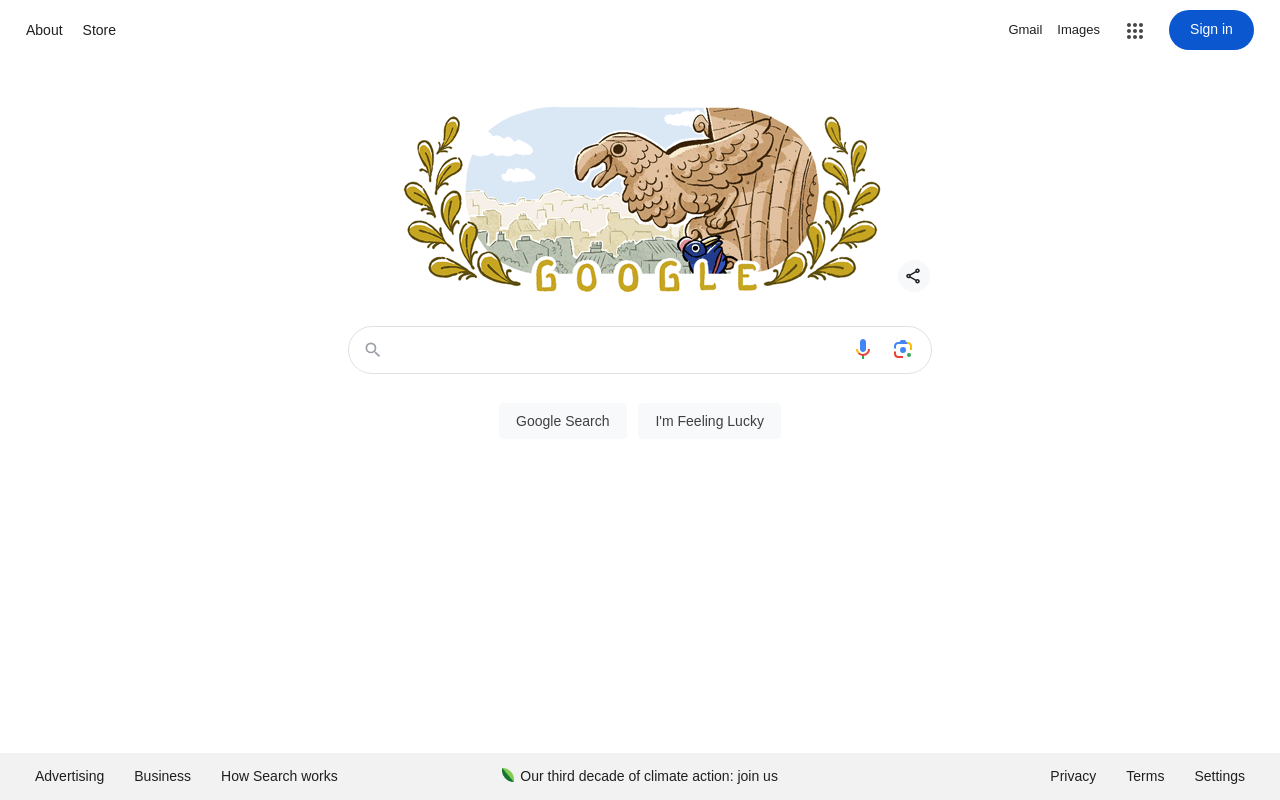 About Store
Gmail Images Sign in
GOOGLE
Google Search I'm Feeling Lucky
Advertising Business How Search works Our third decade of climate action: join us Privacy Terms Settings